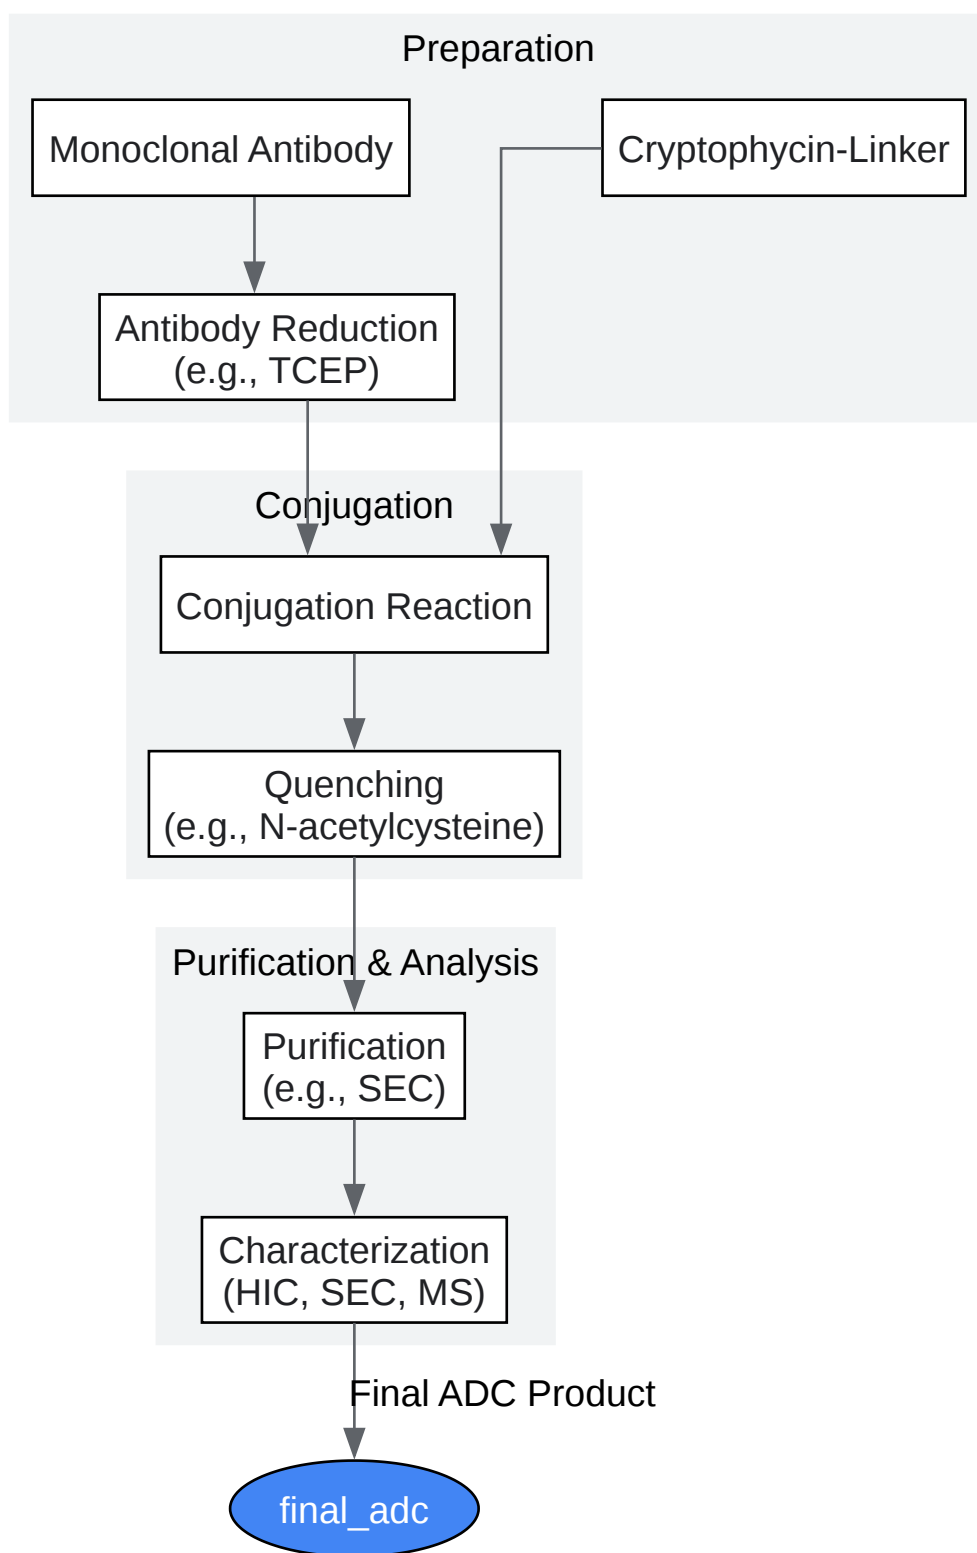 Preparation
Monoclonal Antibody
Cryptophycin-Linker
Antibody Reduction
(e.g., TCEP)
Conjugation
Conjugation Reaction
Quenching
(e.g., N-acetylcysteine)
Purification & Analysis
Purification
(e.g., SEC)
Characterization
(HIC, SEC, MS)
Final ADC Product
final_adc